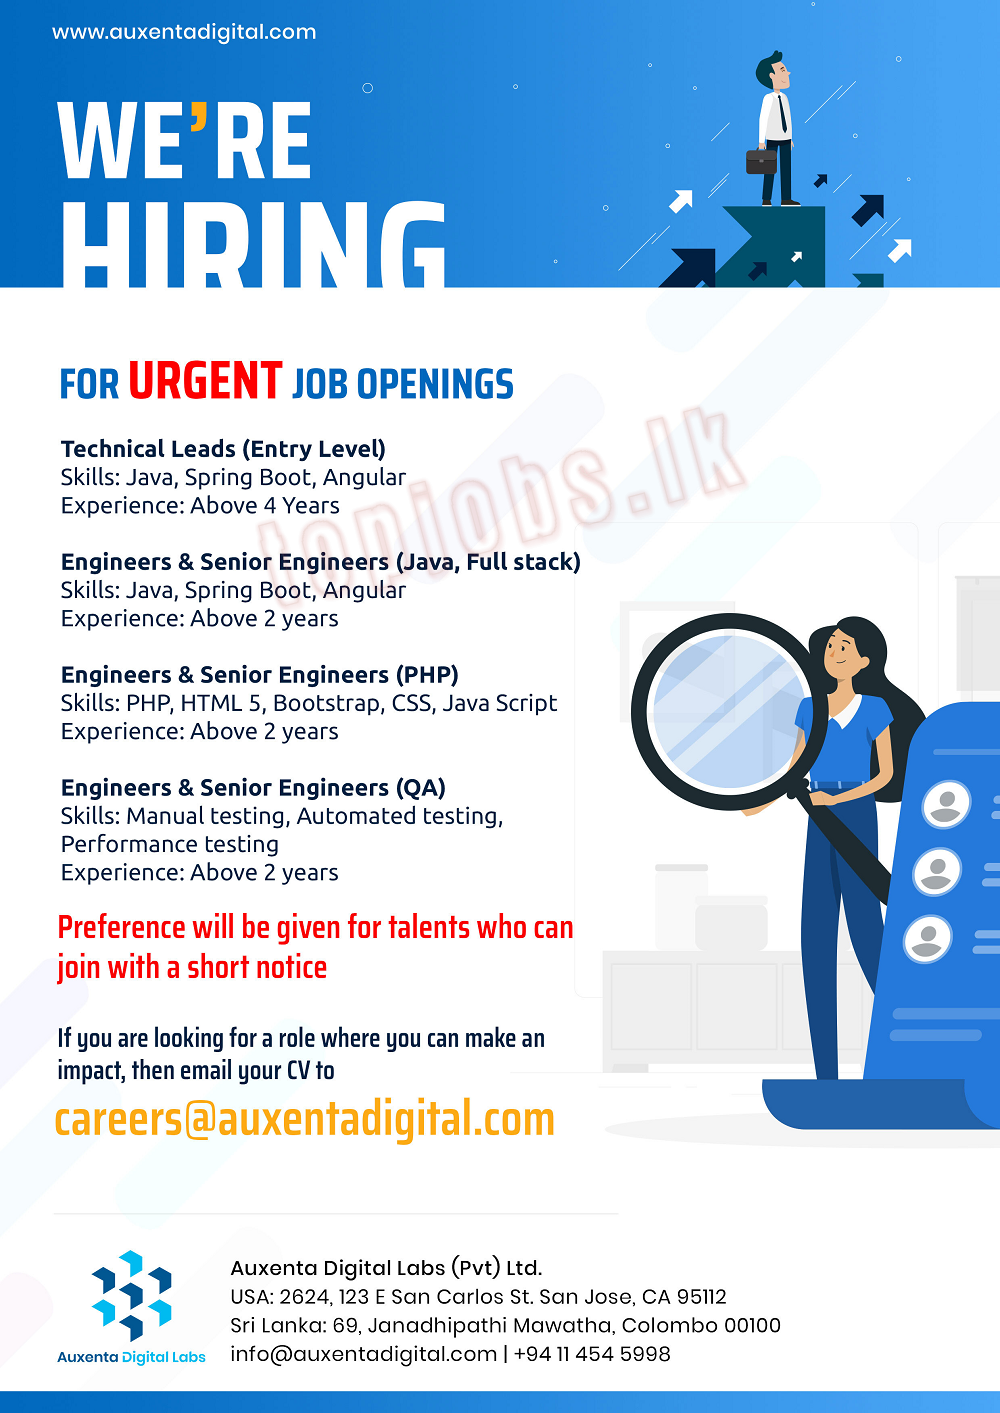 www.auxentadigital.com
WE'RE
HIRING
FOR URGENT JOB OPENINGS
topjobs.lk
Technical Leads (Entry Level)
Skills: Java, Spring Boot, Angular
Experience: Above 4 Years
Engineers & Senior Engineers (Java, Full stack)
Skills: Java, Spring Boot, Angular
Experience: Above 2 years
Engineers & Senior Engineers (PHP)
Skills: PHP, HTML 5, Bootstrap, CSS, Java Script
Experience: Above 2 years
Engineers & Senior Engineers (QA)
Skills: Manual testing, Automated testing,
Performance testing
Experience: Above 2 years
Preference will be given for talents who can
join with a short notice
If you are looking for a role where you can make an
impact, then email your CV to
careers@auxentadigital.com
Auxenta Digital Labs
Auxenta Digital Labs (Pvt) Ltd.
USA: 2624, 123 E San Carlos St. San Jose, CA 95112
Sri Lanka: 69, Janadhipathi Mawatha, Colombo 00100
info@auxentadigital.com | +94 11 454 5998